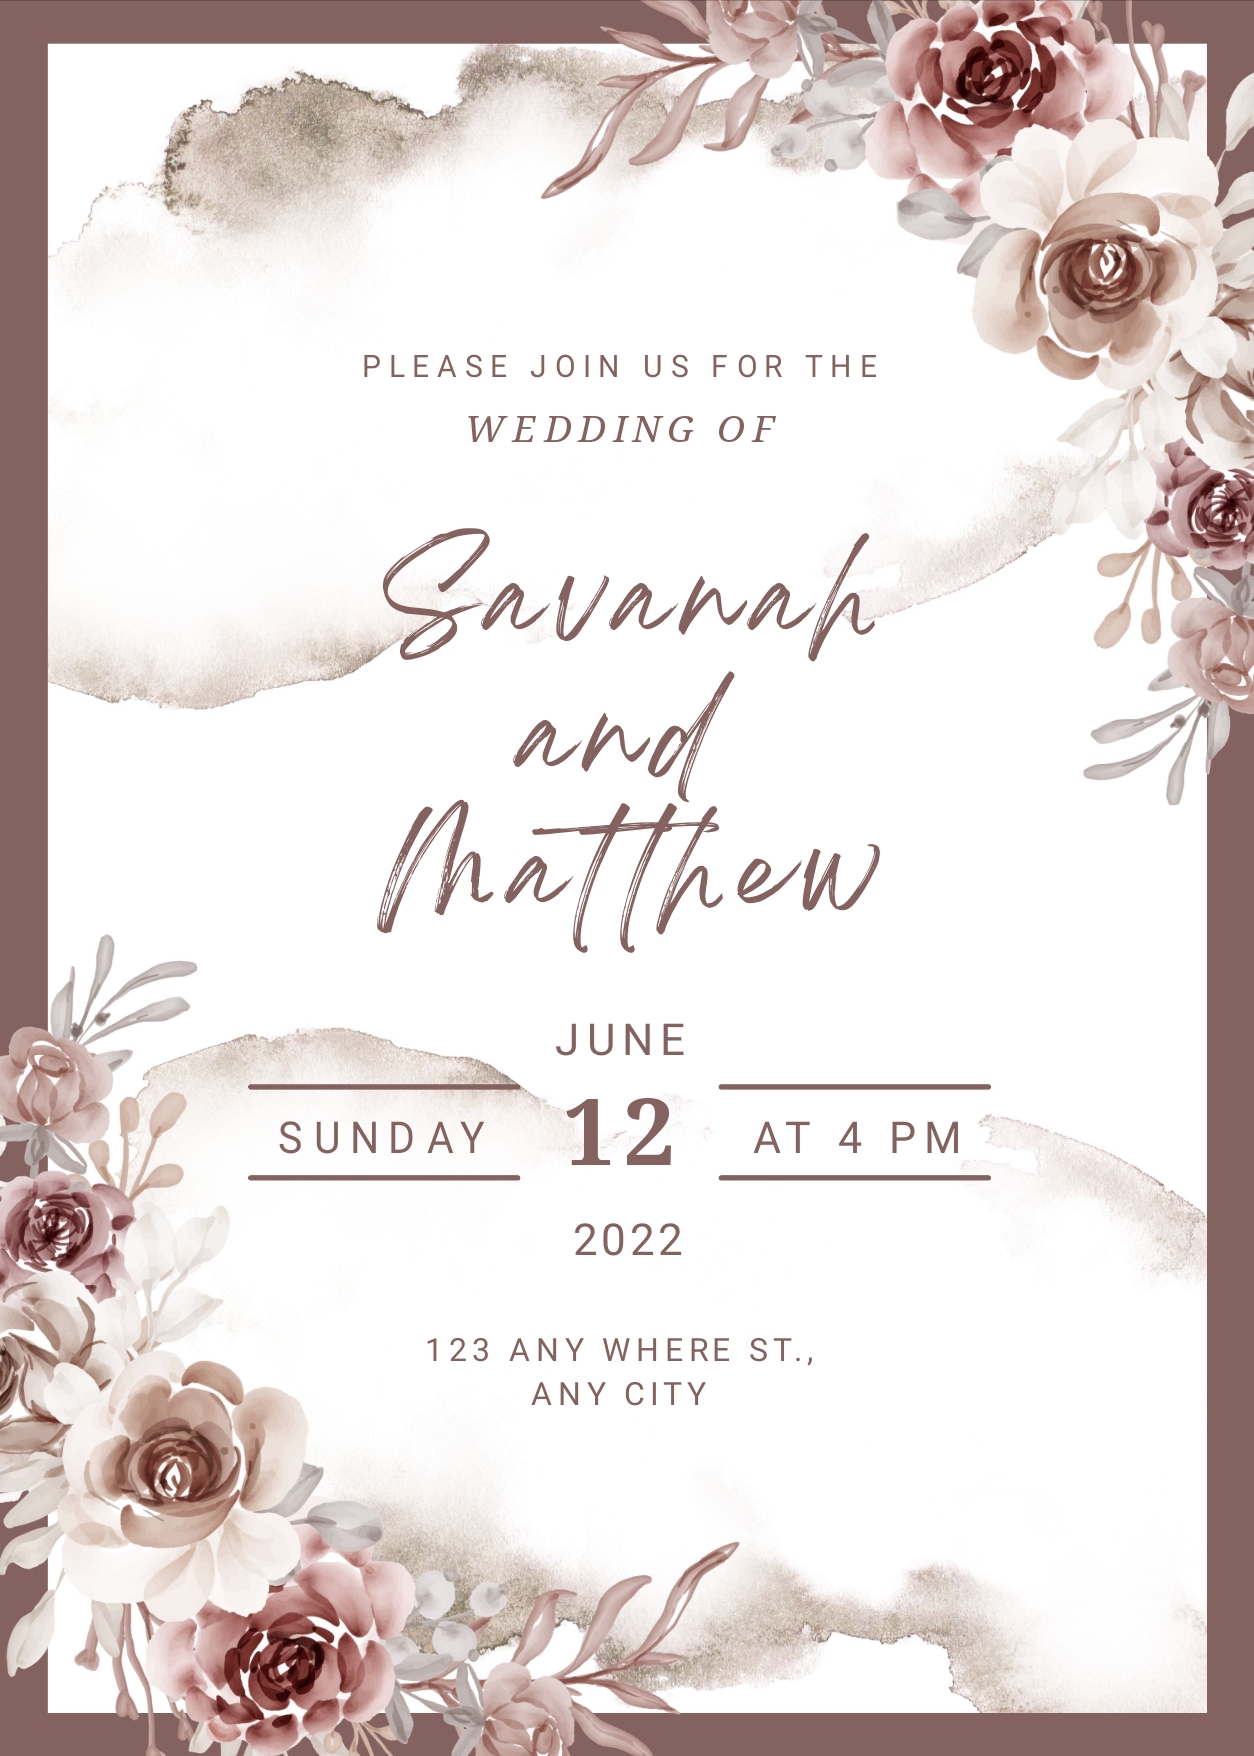 PLEASE JOIN US FOR THE
WEDDING OF
Savanah
and
Matthew
JUNE
SUNDAY 12 AT 4 PM
2022
123 ANY WHERE ST.,
ANY CITY